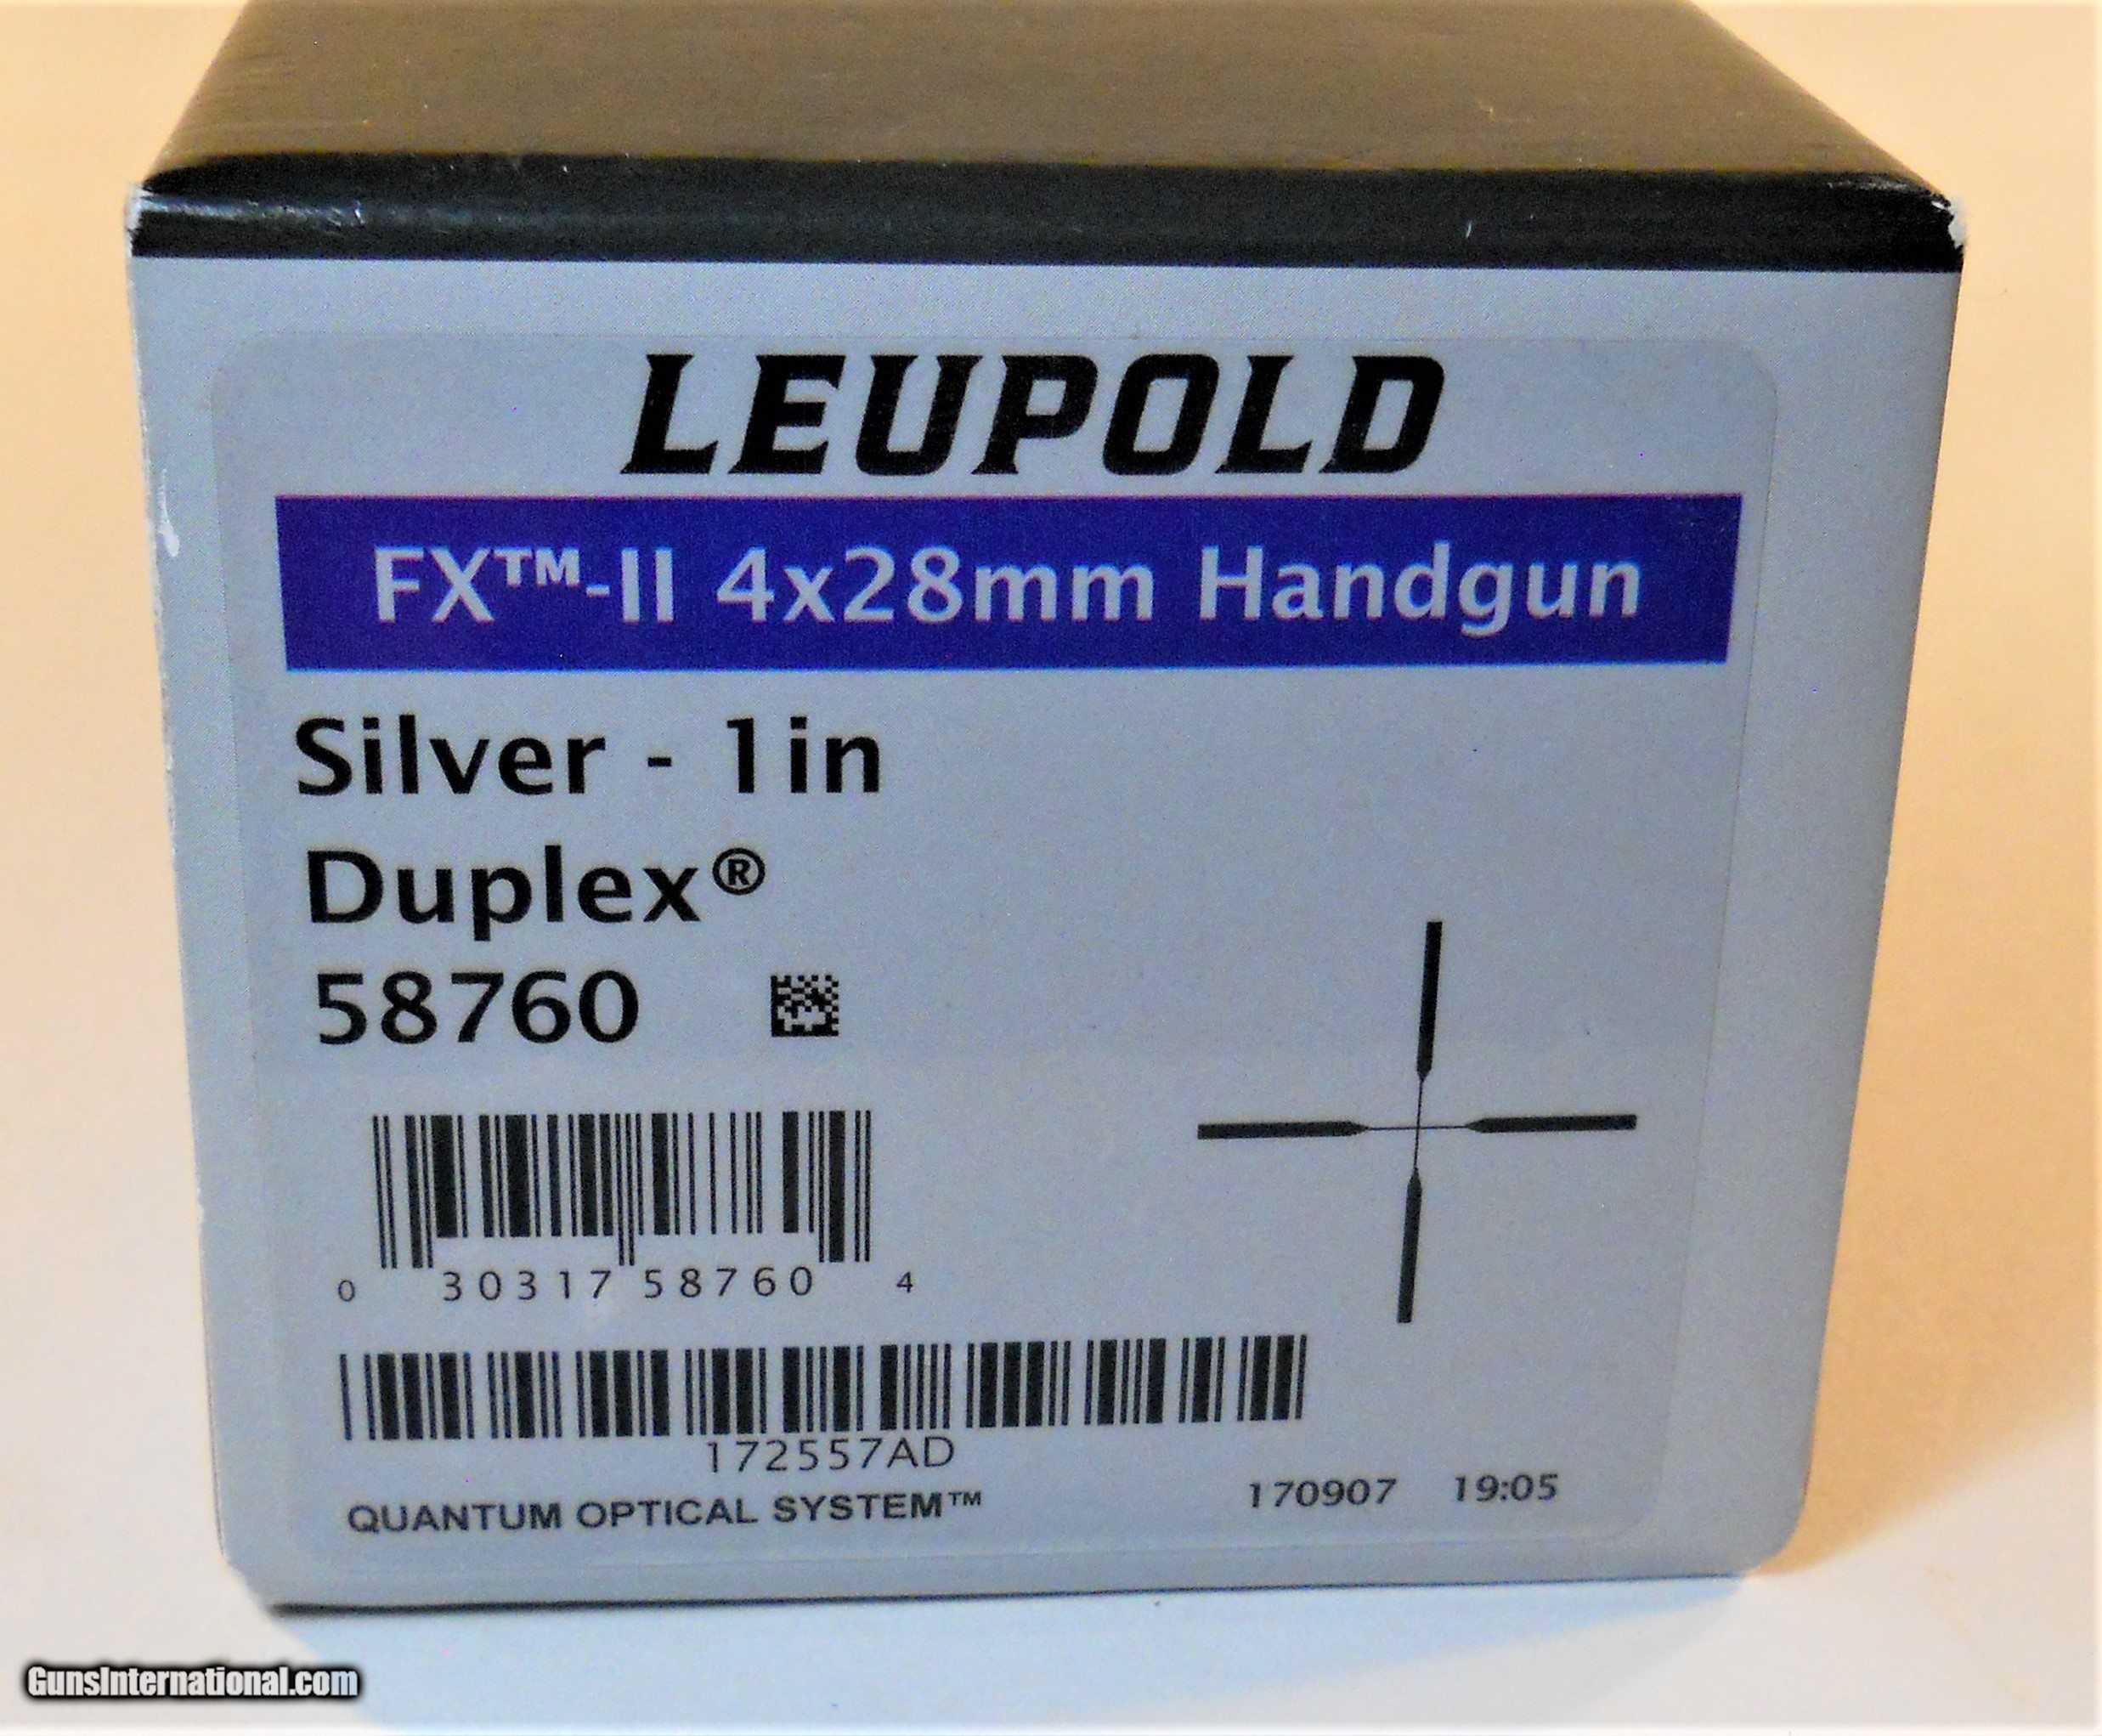 LEUPOLD
FX™-II 4x28mm Handgun
Silver - 1in
Duplex®
58760
0 30317 58760 4
172557AD
QUANTUM OPTICAL SYSTEM™ 170907 19:05
GunsInternational.com